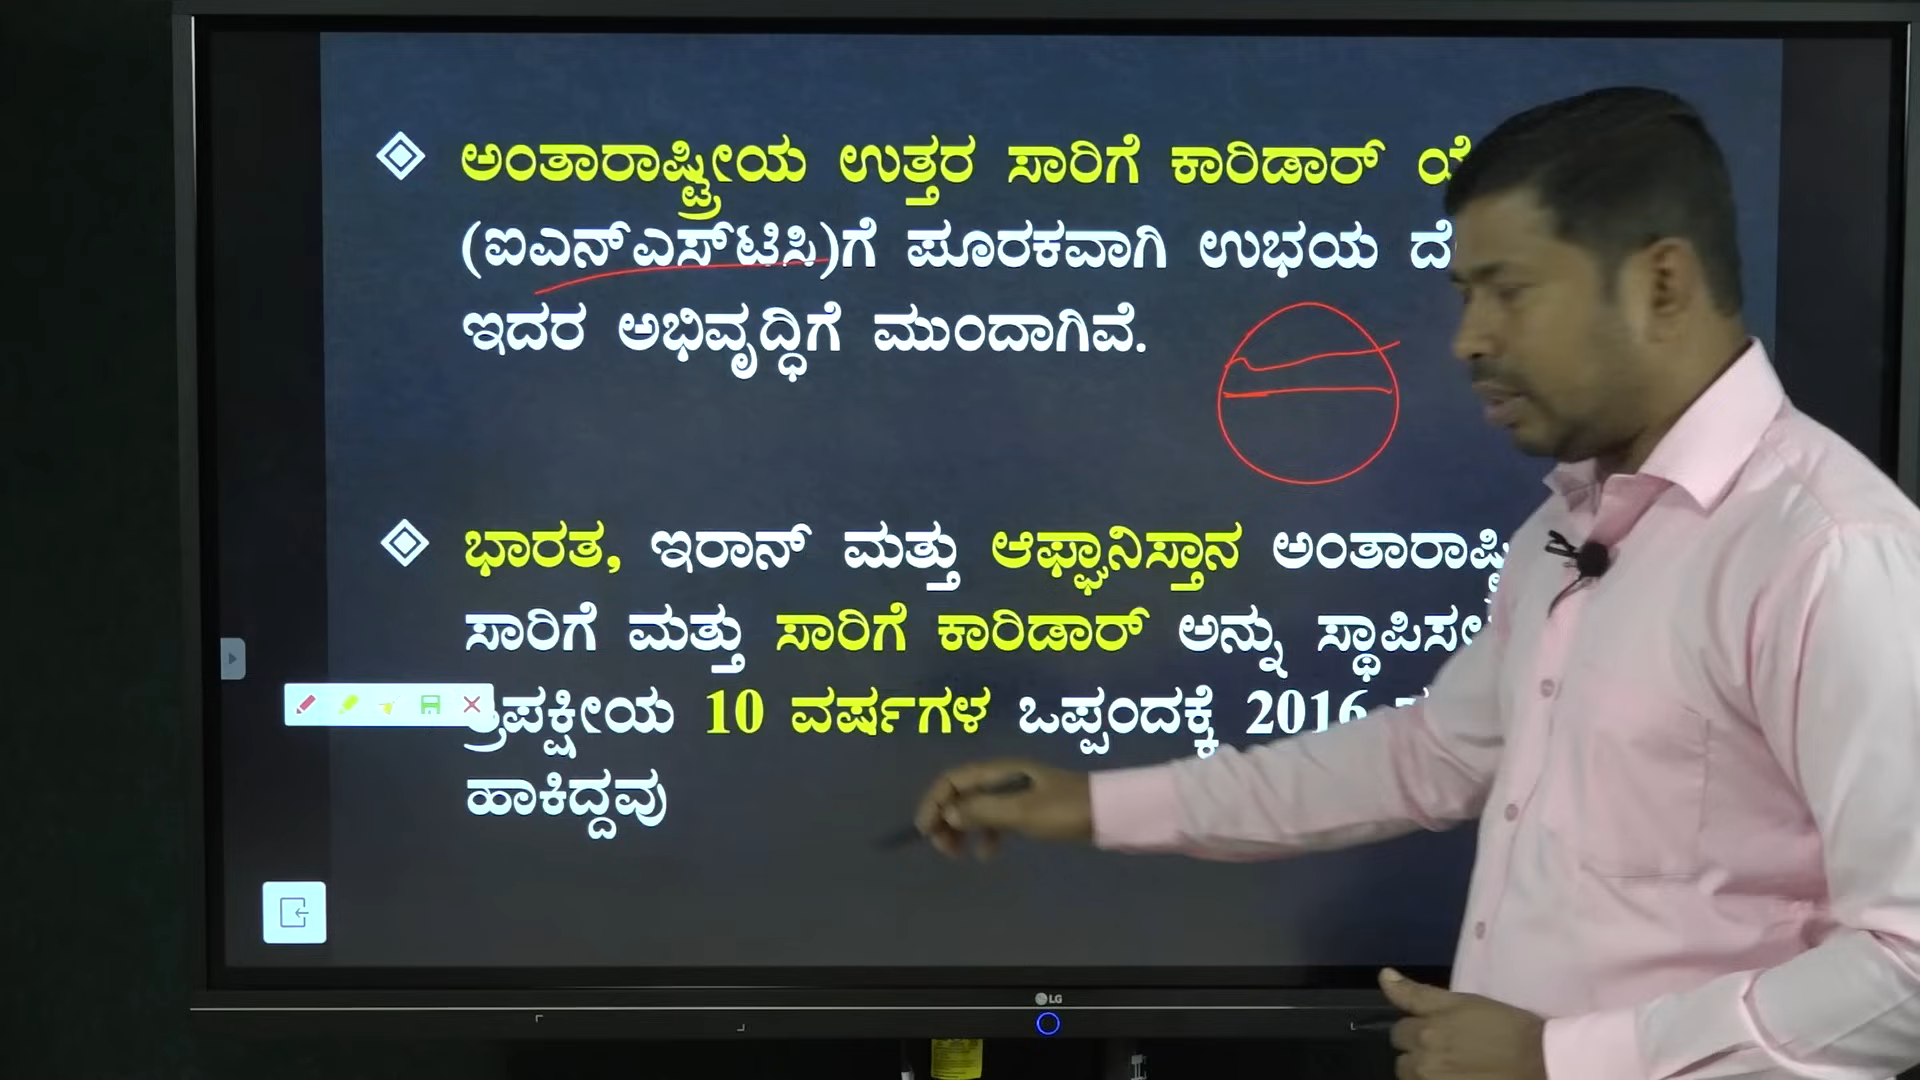 ಅಂತಾರಾಷ್ಟ್ರೀಯ ಉತ್ತರ ಸಾರಿಗೆ ಕಾರಿಡಾರ್
(ಐಎನ್‌ಎಸ್‌ಟಿಸಿ)ಗೆ ಪೂರಕವಾಗಿ ಉಭಯ
ಇದರ ಅಭಿವೃದ್ಧಿಗೆ ಮುಂದಾಗಿವೆ.
ಭಾರತ, ಇರಾನ್ ಮತ್ತು ಆಫ್ಘಾನಿಸ್ತಾನ
ಸಾರಿಗೆ ಮತ್ತು ಸಾರಿಗೆ ಕಾರಿಡಾರ್ ಅನ್ನು
10 ವರ್ಷಗಳ ಒಪ್ಪಂದಕ್ಕೆ 2016
ಹಾಕಿದ್ದವು
LG